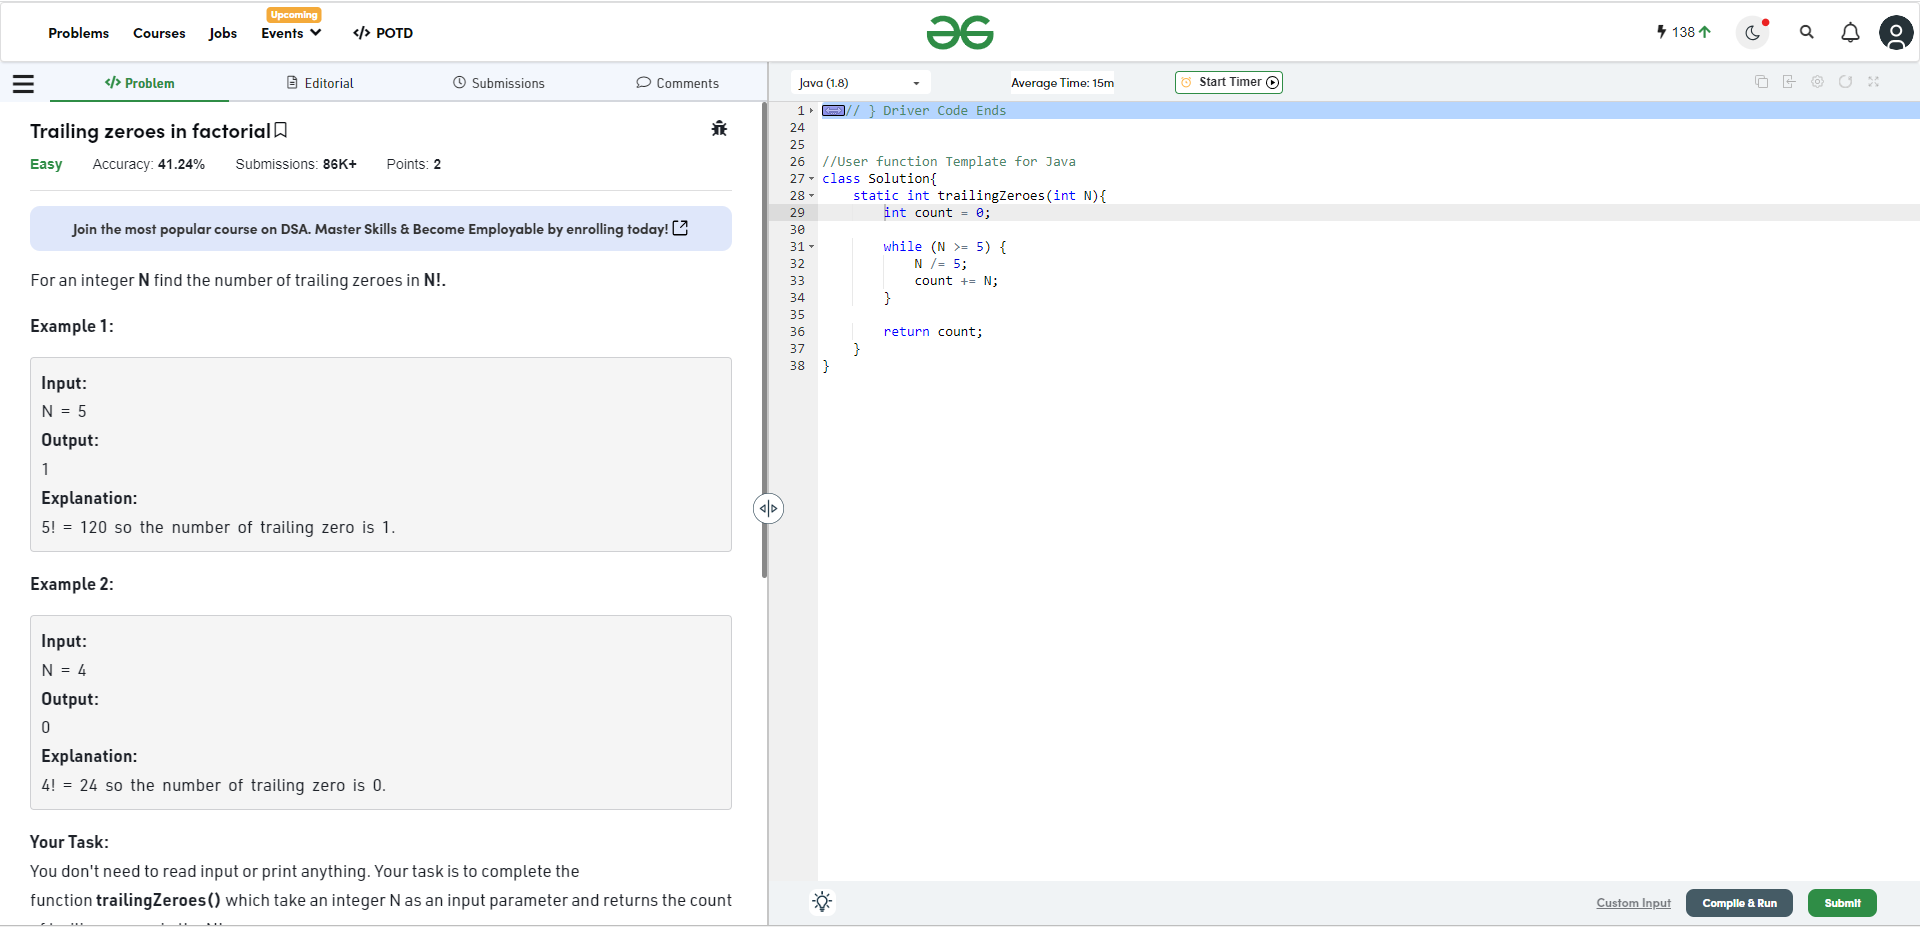 Problems Courses Jobs Upcoming Events </> POTD
138
</> Problem Editorial Submissions Comments
Trailing zeroes in factorial
Easy Accuracy: 41.24% Submissions: 86K+ Points: 2
Join the most popular course on DSA. Master Skills & Become Employable by enrolling today!
For an integer N find the number of trailing zeroes in N!.
Example 1:
Input:
N = 5
Output:
1
Explanation:
5! = 120 so the number of trailing zero is 1.
Example 2:
Input:
N = 4
Output:
0
Explanation:
4! = 24 so the number of trailing zero is 0.
Your Task:
You don't need to read input or print anything. Your task is to complete the
function trailingZeroes() which take an integer N as an input parameter and returns the count
Java (1.8) Average Time: 15m Start Timer
1 // } Driver Code Ends
24
25
26 //User function Template for Java
27 class Solution{
28 static int trailingZeroes(int N){
29 int count = 0;
30
31 while (N >= 5) {
32 N /= 5;
33 count += N;
34 }
35
36 return count;
37 }
38 }
Custom Input Compile & Run Submit